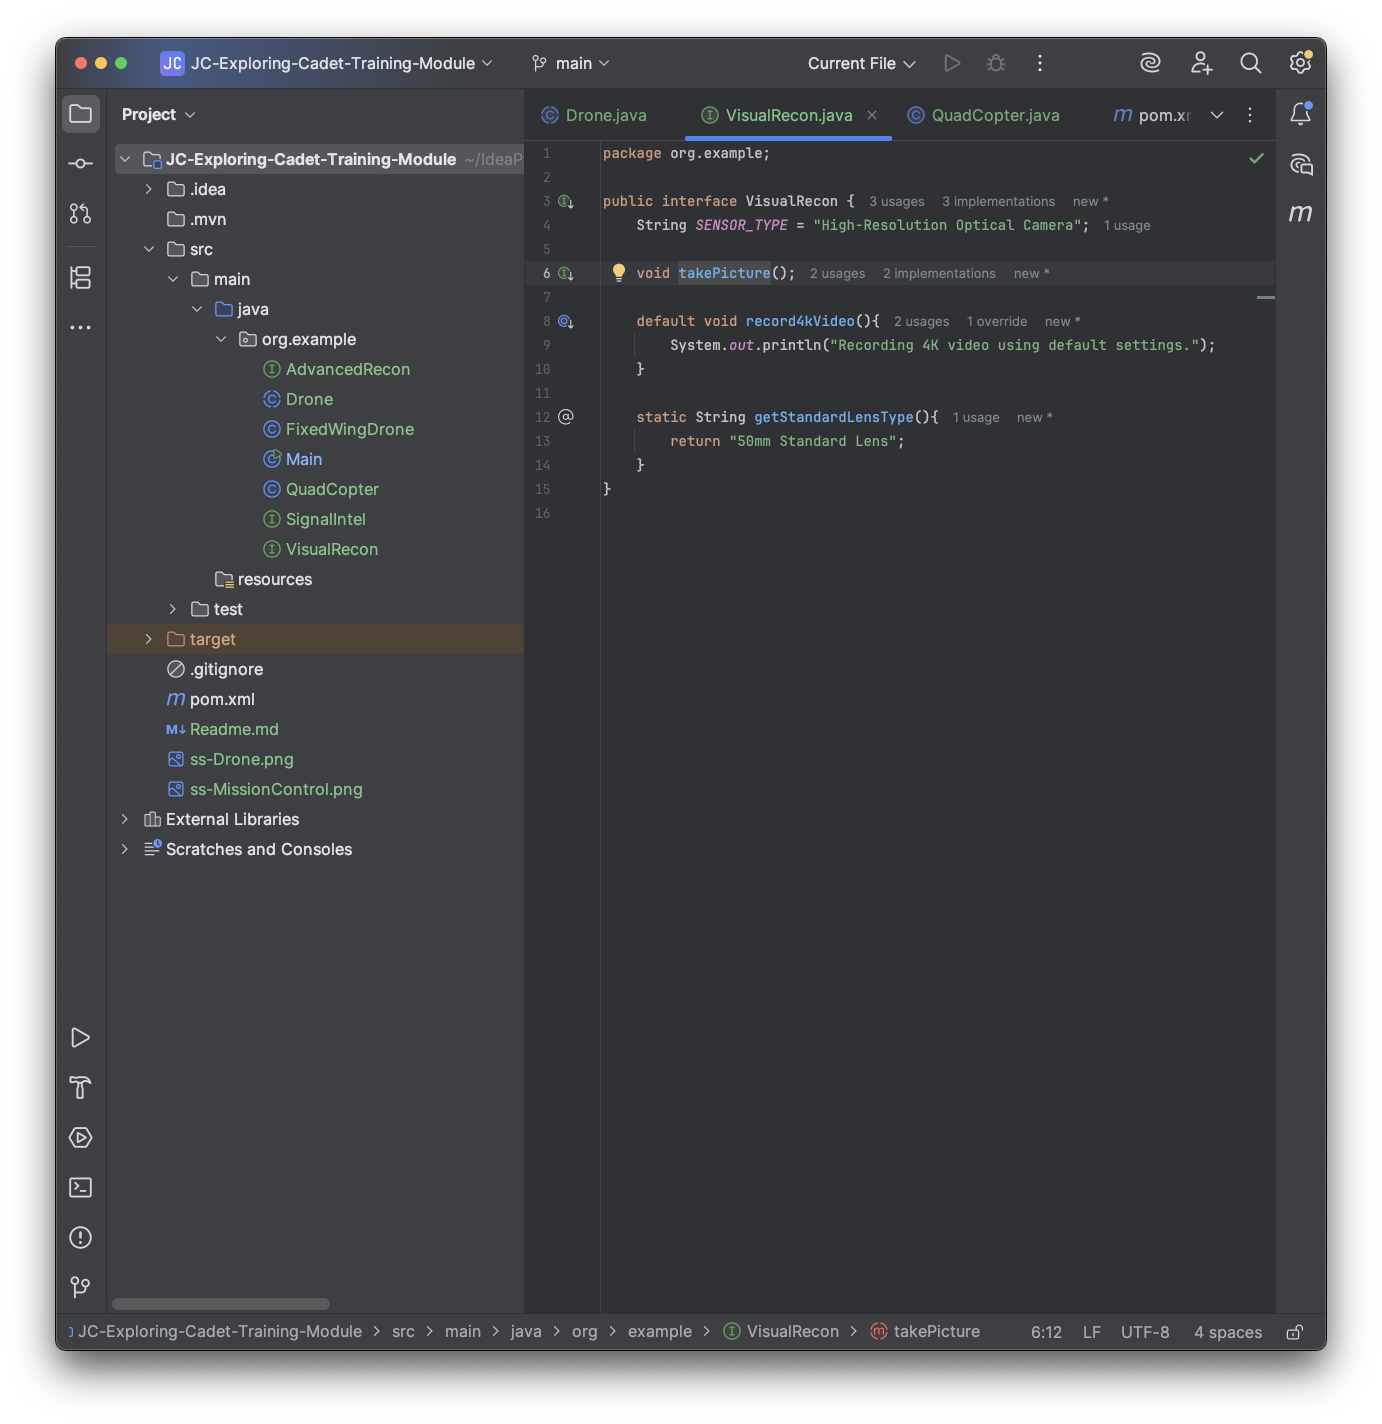 JC JC-Exploring-Cadet-Training-Module main Current File
Project
Drone.java VisualRecon.java QuadCopter.java pom.xr
JC-Exploring-Cadet-Training-Module ~/IdeaP
.idea
.mvn
src
main
java
org.example
AdvancedRecon
Drone
FixedWingDrone
Main
QuadCopter
SignalIntel
VisualRecon
resources
test
target
.gitignore
pom.xml
Readme.md
ss-Drone.png
ss-MissionControl.png
External Libraries
Scratches and Consoles
1 package org.example;
2
3 public interface VisualRecon { 3 usages 3 implementations new *
4 String SENSOR_TYPE = "High-Resolution Optical Camera"; 1 usage
5
6 void takePicture(); 2 usages 2 implementations new *
7
8 default void record4kVideo(){ 2 usages 1 override new *
9 System.out.println("Recording 4K video using default settings.");
10 }
11
12 static String getStandardLensType(){ 1 usage new *
13 return "50mm Standard Lens";
14 }
15 }
16
JC-Exploring-Cadet-Training-Module > src > main > java > org > example > VisualRecon > takePicture 6:12 LF UTF-8 4 spaces